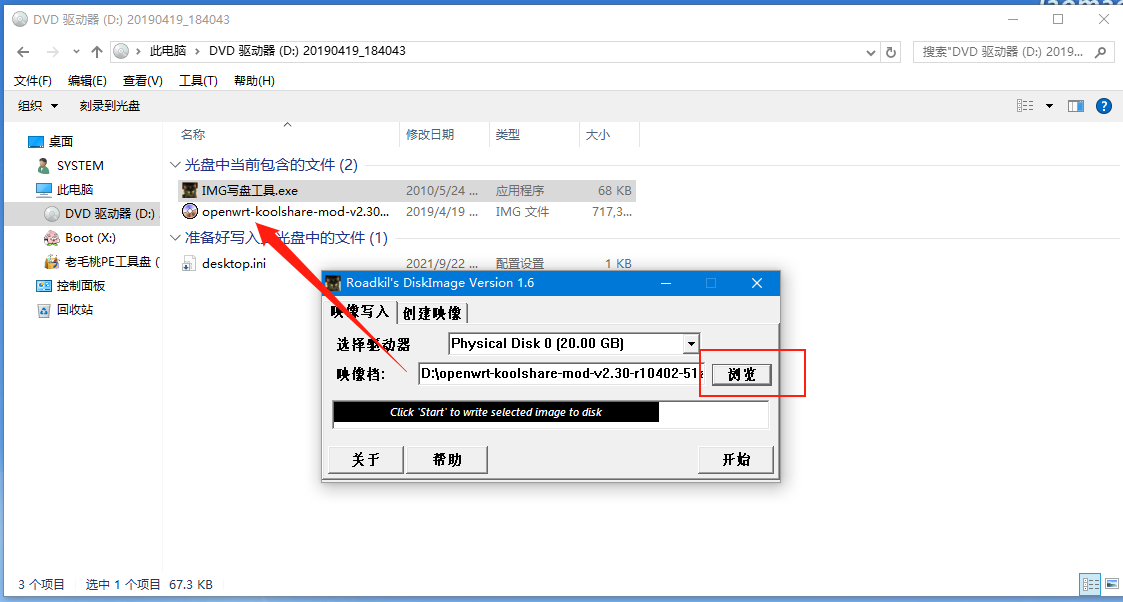 DVD 驱动器 (D:) 20190419_184043
此电脑 › DVD 驱动器 (D:) 20190419_184043
搜索"DVD 驱动器 (D:) 2019...
文件(F) 编辑(E) 查看(V) 工具(T) 帮助(H)
组织 刻录到光盘
名称 修改日期 类型 大小
桌面
SYSTEM
此电脑
DVD 驱动器 (D:)
Boot (X:)
老毛桃PE工具盘 (
控制面板
回收站
光盘中当前包含的文件 (2)
IMG写盘工具.exe 2010/5/24 ... 应用程序 68 KB
openwrt-koolshare-mod-v2.30... 2019/4/19 ... IMG 文件 717,3...
准备好写入 光盘中的文件 (1)
desktop.ini 2021/9/22 ... 配置设置 1 KB
Roadkil's DiskImage Version 1.6
映像写入 创建映像
选择驱动器 Physical Disk 0 (20.00 GB)
映像档: D:\openwrt-koolshare-mod-v2.30-r10402-51 浏览
Click 'Start' to write selected image to disk
关于 帮助 开始
3 个项目 选中 1 个项目 67.3 KB